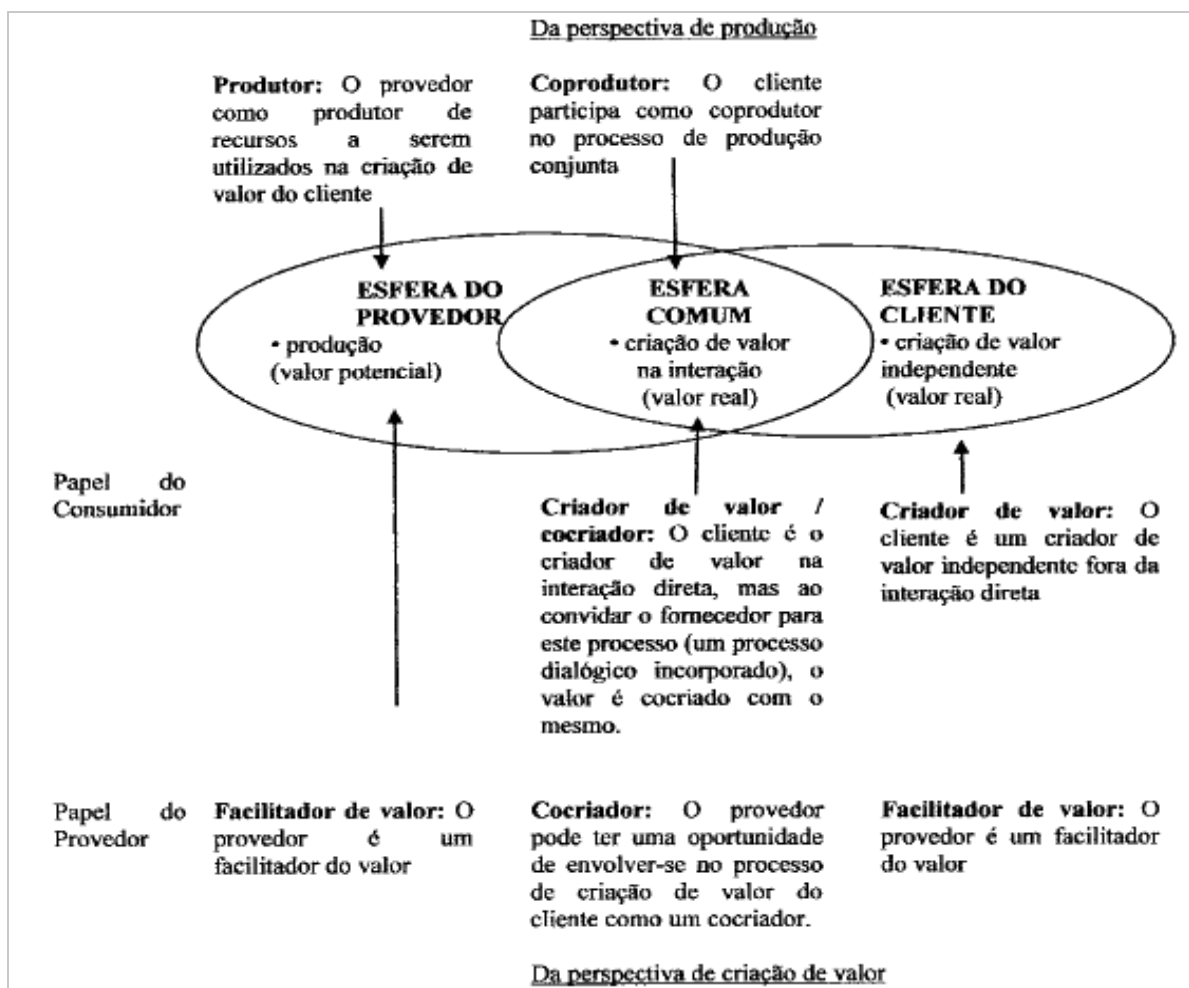 Da perspectiva de produção
Produtor: O provedor
como produtor de
recursos a serem
utilizados na criação de
valor do cliente
Coprodutor: O cliente
participa como coprodutor
no processo de produção
conjunta
ESFERA DO
PROVEDOR
• produção
(valor potencial)
ESFERA
COMUM
• criação de valor
na interação
(valor real)
ESFERA DO
CLIENTE
• criação de valor
independente
(valor real)
Papel do
Consumidor
Criador de valor /
cocriador: O cliente é o
criador de valor na
interação direta, mas ao
convidar o fornecedor para
este processo (um processo
dialógico incorporado), o
valor é cocriado com o
mesmo.
Criador de valor: O
cliente é um criador de
valor independente fora da
interação direta
Papel do
Provedor
Facilitador de valor: O
provedor é um
facilitador do valor
Cocriador: O provedor
pode ter uma oportunidade
de envolver-se no processo
de criação de valor do
cliente como um cocriador.
Facilitador de valor: O
provedor é um facilitador
do valor
Da perspectiva de criação de valor